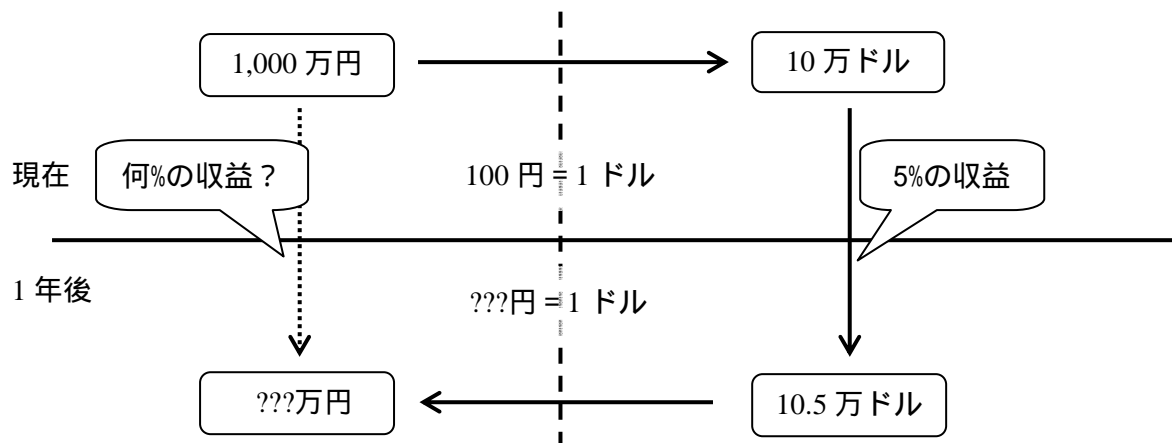 1,000 万円
10 万ドル
現在
何%の収益？
100 円 = 1 ドル
5%の収益
1 年後
???円 = 1 ドル
???万円
10.5 万ドル